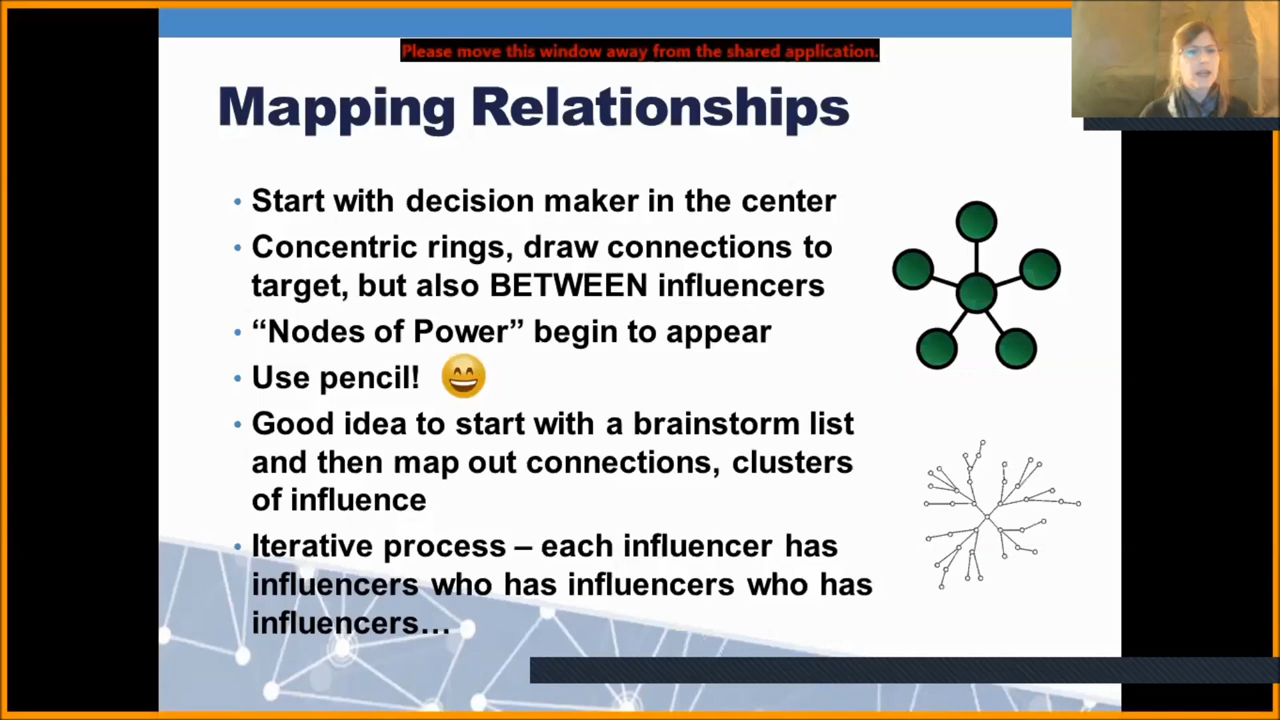 Please move this window away from the shared application.
Mapping Relationships
• Start with decision maker in the center
• Concentric rings, draw connections to
target, but also BETWEEN influencers
• “Nodes of Power” begin to appear
• Use pencil! 😄
• Good idea to start with a brainstorm list
and then map out connections, clusters
of influence
• Iterative process – each influencer has
influencers who has influencers who has
influencers…